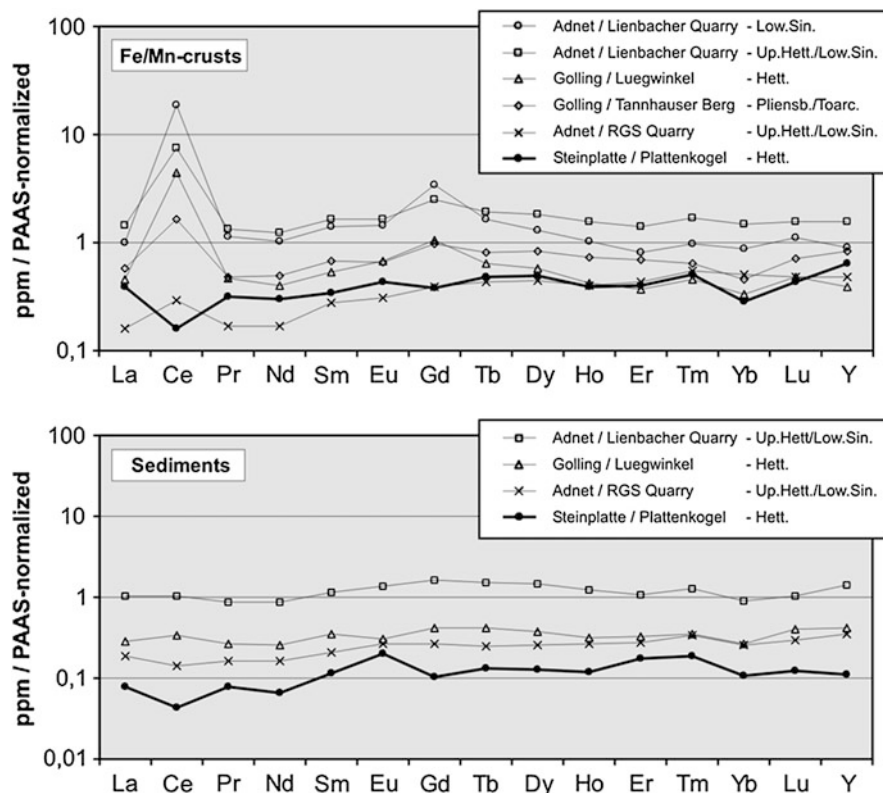 ppm / PAAS-normalized
100
10
1
0,1
Fe/Mn-crusts
Adnet / Lienbacher Quarry - Low.Sin.
Adnet / Lienbacher Quarry - Up.Hett./Low.Sin.
Golling / Luegwinkel - Hett.
Golling / Tannhauser Berg - Pliensb./Toarc.
Adnet / RGS Quarry - Up.Hett./Low.Sin.
Steinplatte / Plattenkogel - Hett.
La Ce Pr Nd Sm Eu Gd Tb Dy Ho Er Tm Yb Lu Y
ppm / PAAS-normalized
100
10
1
0,1
0,01
Sediments
Adnet / Lienbacher Quarry - Up.Hett/Low.Sin.
Golling / Luegwinkel - Hett.
Adnet / RGS Quarry - Up.Hett./Low.Sin.
Steinplatte / Plattenkogel - Hett.
La Ce Pr Nd Sm Eu Gd Tb Dy Ho Er Tm Yb Lu Y